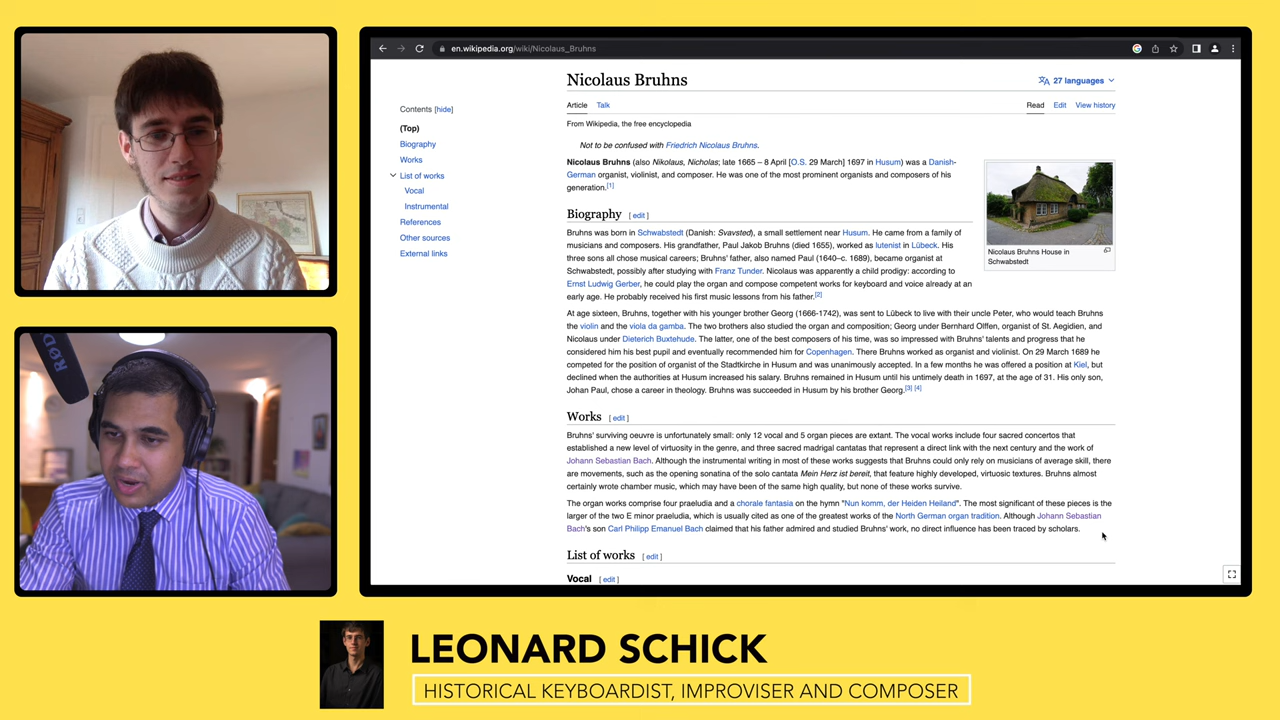 RØDE
en.wikipedia.org/wiki/Nicolaus_Bruhns
Nicolaus Bruhns
27 languages
Article Talk
Read Edit View history
From Wikipedia, the free encyclopedia
Contents [hide]
(Top)
Biography
Works
List of works
Vocal
Instrumental
References
Other sources
External links
Not to be confused with Friedrich Nicolaus Bruhns.
Nicolaus Bruhns (also Nikolaus, Nicholas; late 1665 – 8 April [O.S. 29 March] 1697 in Husum) was a Danish-
German organist, violinist, and composer. He was one of the most prominent organists and composers of his
generation.[1]
Nicolaus Bruhns House in
Schwabstedt
Biography [ edit ]
Bruhns was born in Schwabstedt (Danish: Svavsted), a small settlement near Husum. He came from a family of
musicians and composers. His grandfather, Paul Jakob Bruhns (died 1655), worked as lutenist in Lübeck. His
three sons all chose musical careers; Bruhns' father, also named Paul (1640–c. 1689), became organist at
Schwabstedt, possibly after studying with Franz Tunder. Nicolaus was apparently a child prodigy: according to
Ernst Ludwig Gerber, he could play the organ and compose competent works for keyboard and voice already at an
early age. He probably received his first music lessons from his father.[2]
At age sixteen, Bruhns, together with his younger brother Georg (1666-1742), was sent to Lübeck to live with their uncle Peter, who would teach Bruhns
the violin and the viola da gamba. The two brothers also studied the organ and composition; Georg under Bernhard Olffen, organist of St. Aegidien, and
Nicolaus under Dieterich Buxtehude. The latter, one of the best composers of his time, was so impressed with Bruhns' talents and progress that he
considered him his best pupil and eventually recommended him for Copenhagen. There Bruhns worked as organist and violinist. On 29 March 1689 he
competed for the position of organist of the Stadtkirche in Husum and was unanimously accepted. In a few months he was offered a position at Kiel, but
declined when the authorities at Husum increased his salary. Bruhns remained in Husum until his untimely death in 1697, at the age of 31. His only son,
Johan Paul, chose a career in theology. Bruhns was succeeded in Husum by his brother Georg.[3] [4]
Works [ edit ]
Bruhns' surviving oeuvre is unfortunately small: only 12 vocal and 5 organ pieces are extant. The vocal works include four sacred concertos that
established a new level of virtuosity in the genre, and three sacred madrigal cantatas that represent a direct link with the next century and the work of
Johann Sebastian Bach. Although the instrumental writing in most of these works suggests that Bruhns could only rely on musicians of average skill, there
are movements, such as the opening sonatina of the solo cantata Mein Herz ist bereit, that feature highly developed, virtuosic textures. Bruhns almost
certainly wrote chamber music, which may have been of the same high quality, but none of these works survive.
The organ works comprise four praeludia and a chorale fantasia on the hymn "Nun komm, der Heiden Heiland". The most significant of these pieces is the
larger of the two E minor praeludia, which is usually cited as one of the greatest works of the North German organ tradition. Although Johann Sebastian
Bach's son Carl Philipp Emanuel Bach claimed that his father admired and studied Bruhns' work, no direct influence has been traced by scholars.
List of works [ edit ]
Vocal [ edit ]
LEONARD SCHICK
HISTORICAL KEYBOARDIST, IMPROVISER AND COMPOSER